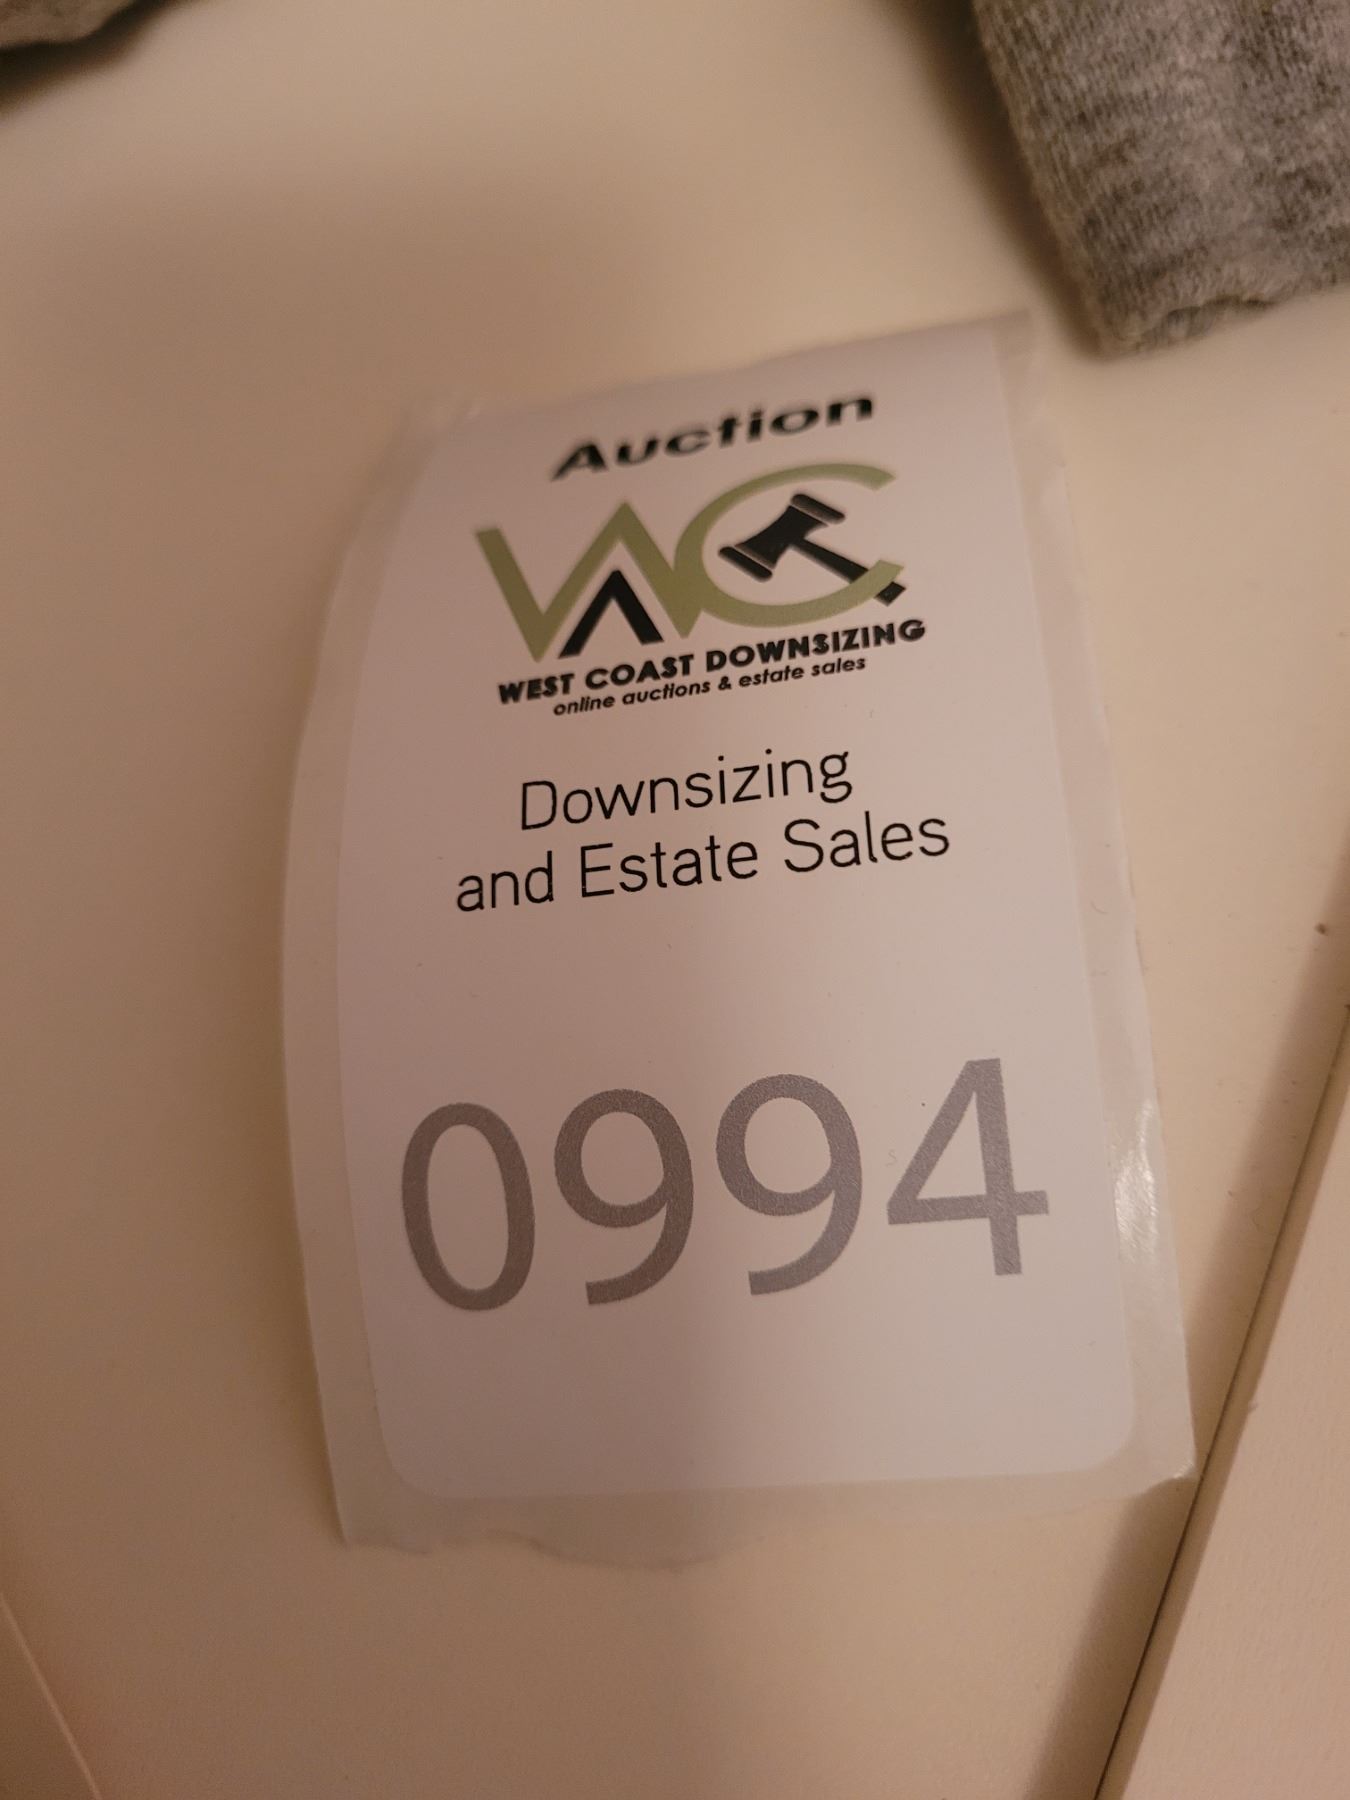 Auction
WC
WEST COAST DOWNSIZING
online auctions & estate sales
Downsizing
and Estate Sales
0994